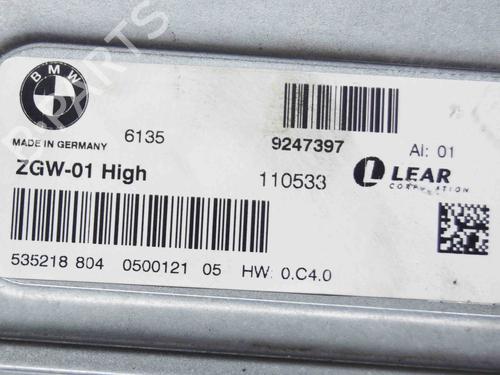 BMW
MADE IN GERMANY
6135
9247397
AI: 01
ZGW-01 High
110533
LEAR
CORPORATION
535218 804 0500121 05 HW: 0.C4.0
PARTS